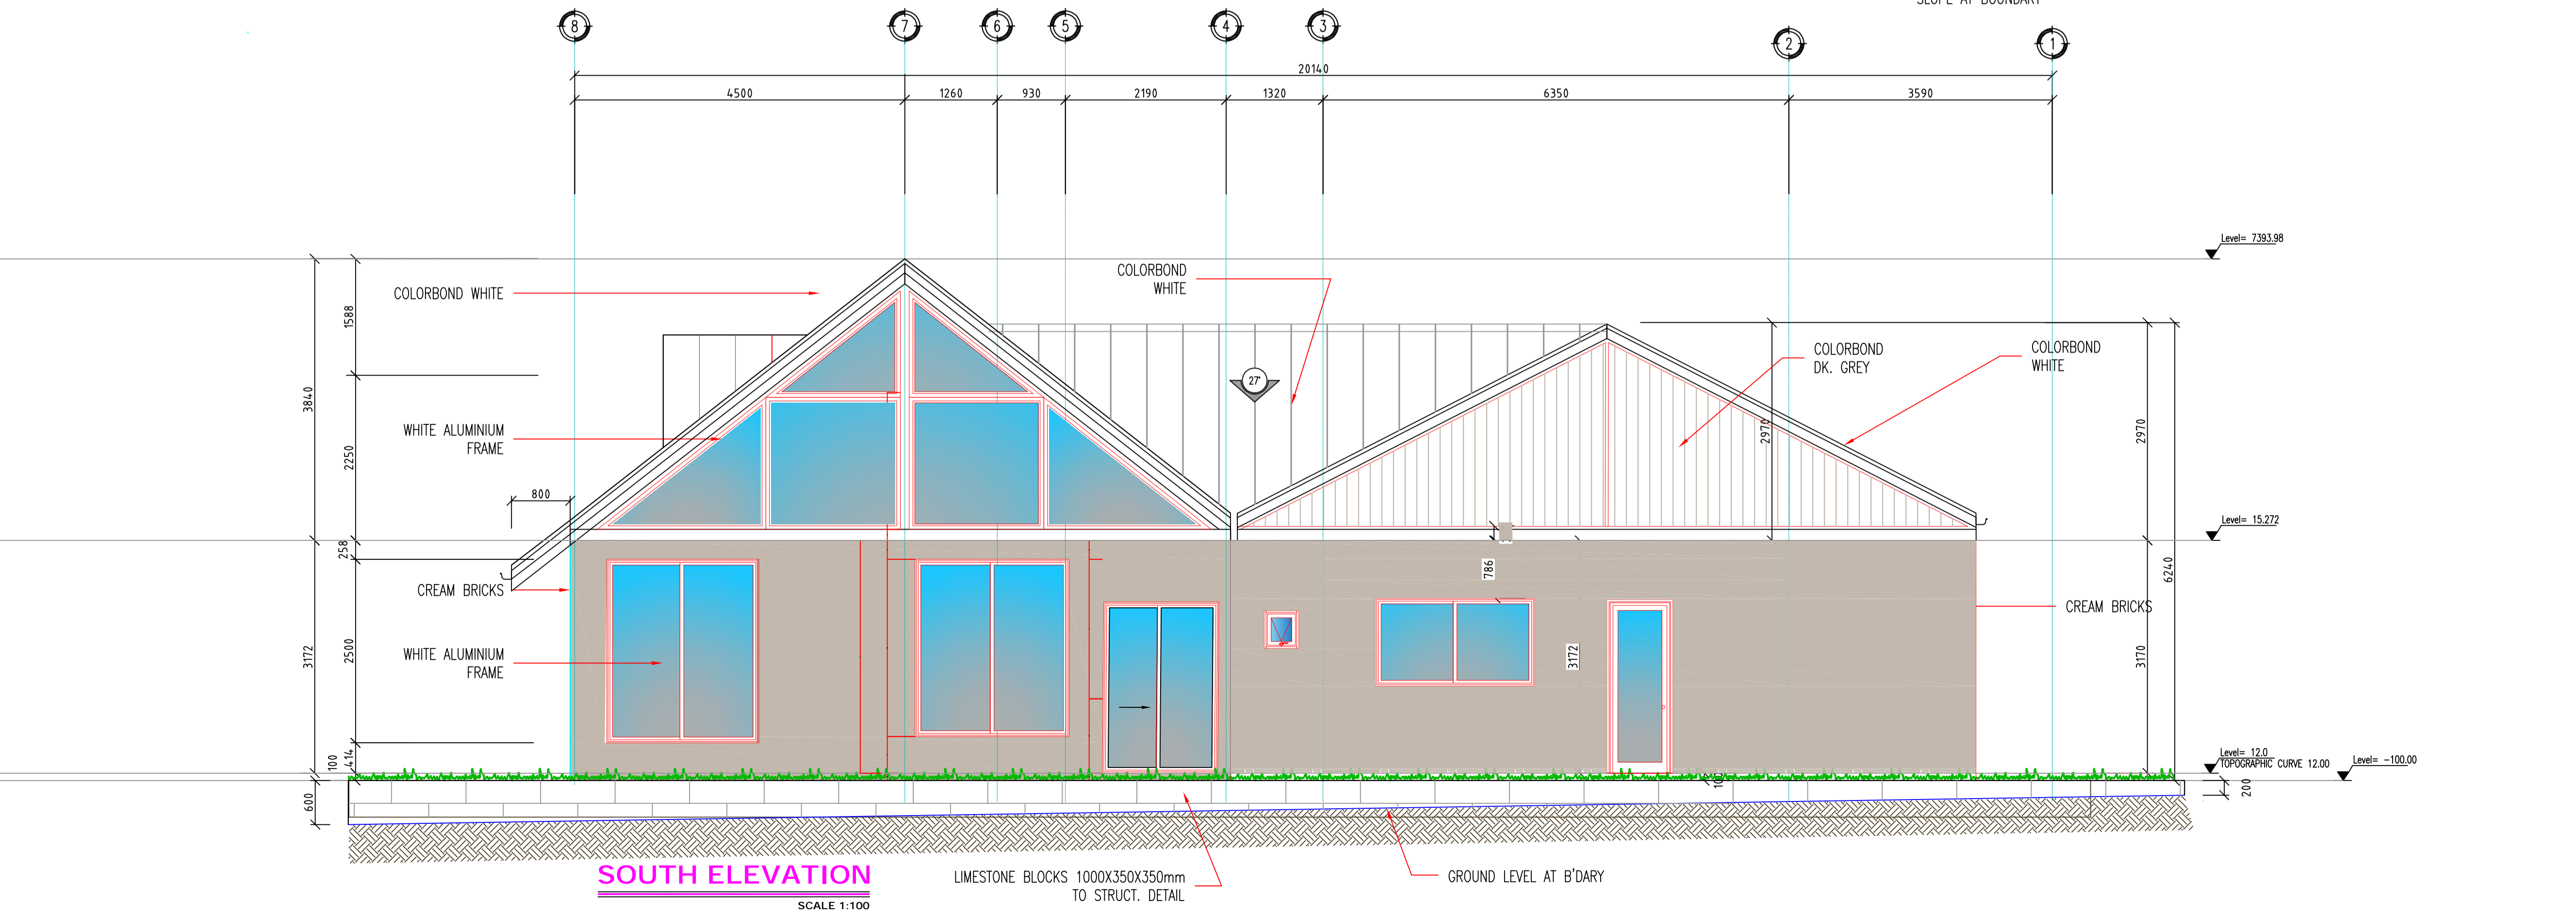 SLOPE AT BOUNDARY
8
7
6
5
4
3
2
1
20140
4500
1260
930
2190
1320
6350
3590
Level= 7393.98
COLORBOND
WHITE
COLORBOND WHITE
1588
3840
COLORBOND
DK. GREY
COLORBOND
WHITE
27°
2970
2970
WHITE ALUMINIUM
FRAME
2250
800
Level= 15.272
258
786
6240
CREAM BRICKS
CREAM BRICKS
WHITE ALUMINIUM
FRAME
3172
2500
3172
3170
100
414
Level= 12.0
TOPOGRAPHIC CURVE 12.00
Level= -100.00
100
200
600
SOUTH ELEVATION
SCALE 1:100
LIMESTONE BLOCKS 1000X350X350mm
TO STRUCT. DETAIL
GROUND LEVEL AT B'DARY